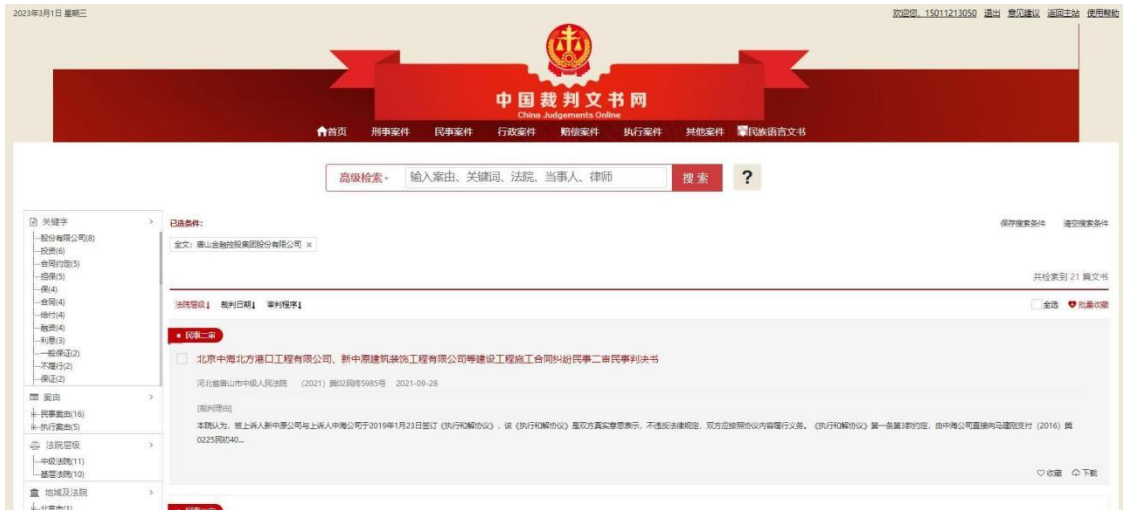 2023年3月1日 星期三
欢迎您，15011213050 退出 意见建议 返回主站 使用帮助
中国裁判文书网
China Judgements Online
首页 刑事案件 民事案件 行政案件 赔偿案件 执行案件 其他案件 民族语言文书
高级检索 输入案由、关键词、法院、当事人、律师 搜索 ?
关键字
股份有限公司(8)
投资(6)
合同约定(5)
担保(5)
保(4)
合同(4)
给付(4)
融资(4)
利息(3)
一般保证(2)
不履行(2)
保证(2)
案由
民事案由(16)
执行案由(5)
法院层级
中级法院(11)
基层法院(10)
地域及法院
北京市(1)
已选条件：
保存搜索条件 清空搜索条件
全文：唐山金融控股集团股份有限公司 ×
共检索到 21 篇文书
法院层级 裁判日期 审判程序
全选 批量收藏
民事二审
北京中海北方港口工程有限公司、新中原建筑装饰工程有限公司等建设工程施工合同纠纷民事二审民事判决书
河北省唐山市中级人民法院 （2021）冀02民终5985号 2021-09-28
[裁判理由]
本院认为，被上诉人新中原公司与上诉人中海公司于2019年1月23日签订《执行和解协议》，该《执行和解协议》是双方真实意思表示，不违反法律规定，双方应按照协议内容履行义务。《执行和解协议》第一条第3款约定，由中海公司直接向马建刚支付（2016）冀
0225民初40...
收藏 下载